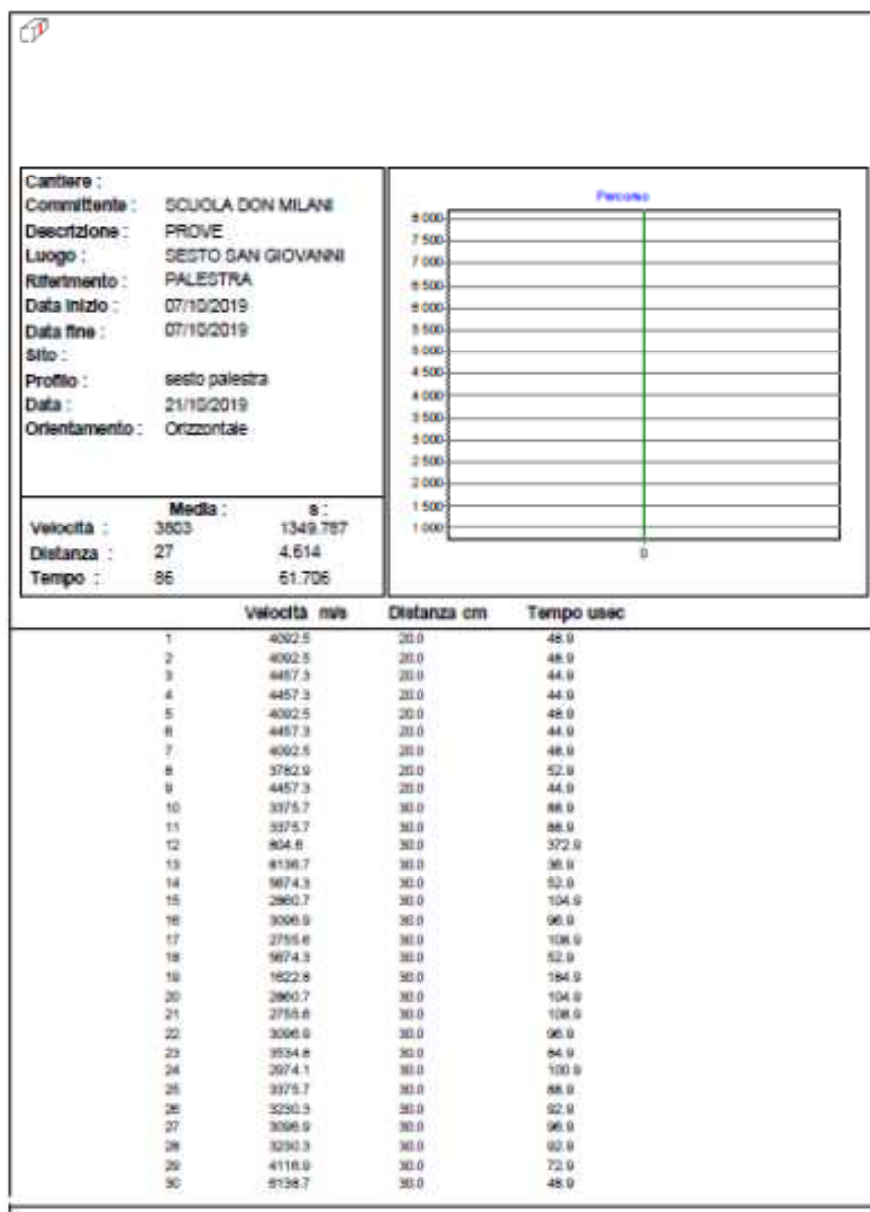 Cantiere :
Committente : SCUOLA DON MILANI
Descrizione : PROVE
Luogo : SESTO SAN GIOVANNI
Riferimento : PALESTRA
Data inizio : 07/10/2019
Data fine : 07/10/2019
Sito :
Profilo : sesto palestra
Data : 21/10/2019
Orientamento : Orizzontale
Media : s :
Velocità : 3603 1349.787
Distanza : 27 4.614
Tempo : 86 61.706
Percorso
8 000
7 500
7 000
6 500
6 000
5 500
5 000
4 500
4 000
3 500
3 000
2 500
2 000
1 500
1 000
0
Velocità m/s Distanza cm Tempo usec
1 4092.5 20.0 48.9
2 4092.5 20.0 48.9
3 4457.3 20.0 44.9
4 4457.3 20.0 44.9
5 4092.5 20.0 48.9
6 4457.3 20.0 44.9
7 4092.5 20.0 48.9
8 3782.9 20.0 52.9
9 4457.3 20.0 44.9
10 3375.7 30.0 88.9
11 3375.7 30.0 88.9
12 804.6 30.0 372.9
13 6136.7 30.0
14 5674.3 30.0 52.9
15 2860.7 30.0 104.9
16 3096.9 30.0 96.9
17 2755.6 30.0 108.9
18 5674.3 30.0 52.9
19 1622.8 30.0 184.9
20 2860.7 30.0 104.9
21 2755.6 30.0 108.9
22 3096.9 30.0 96.9
23 3534.8 30.0 84.9
24 2974.1 30.0 100.9
25 3375.7 30.0 88.9
26 3230.3 30.0 92.9
27 3096.9 30.0 96.9
28 3230.3 30.0 92.9
29 4116.9 30.0 72.9
30 6136.7 30.0 48.9